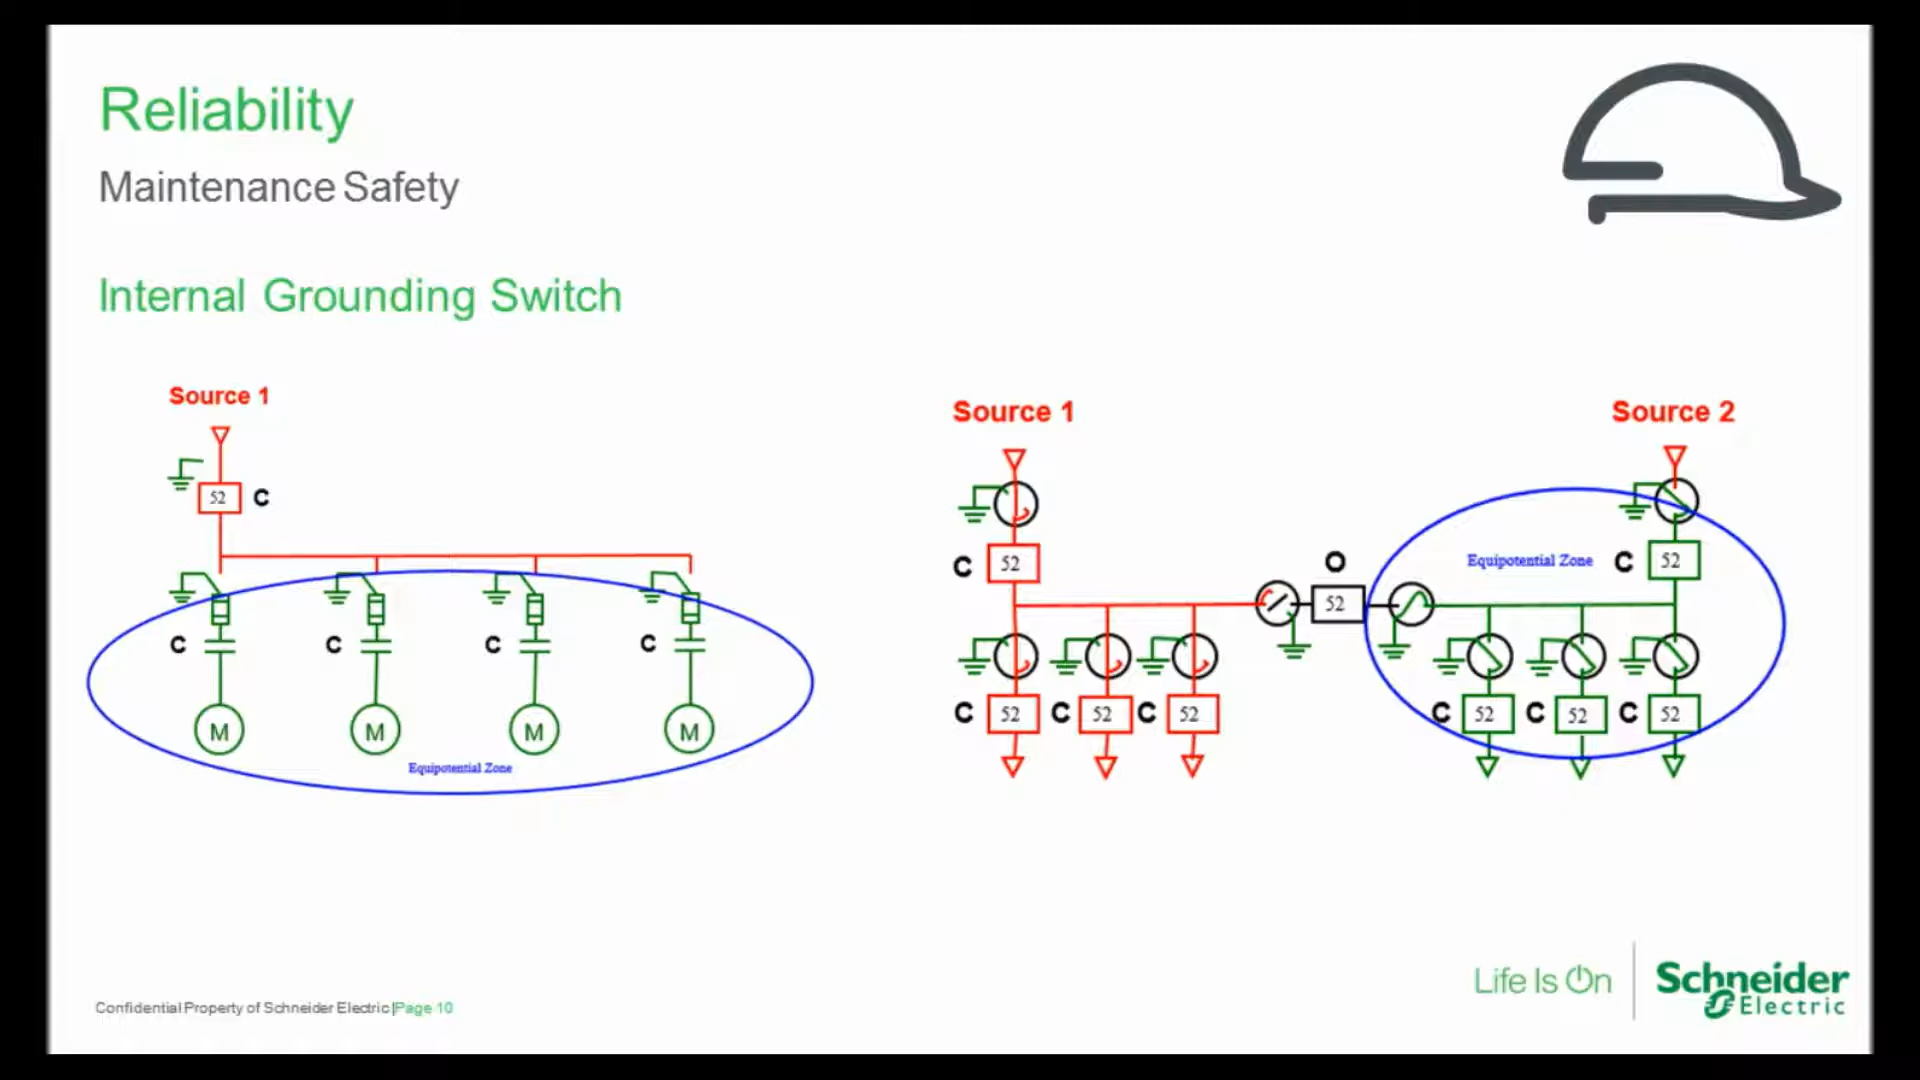 Reliability
Maintenance Safety
Internal Grounding Switch
Source 1
52 C
C C C C
M M M M
Equipotential Zone
Source 1
Source 2
C 52
O
52
Equipotential Zone
C 52
C 52 C 52 C 52
C 52 C 52 C 52
Confidential Property of Schneider Electric |Page 10
Life Is On
Schneider
Electric